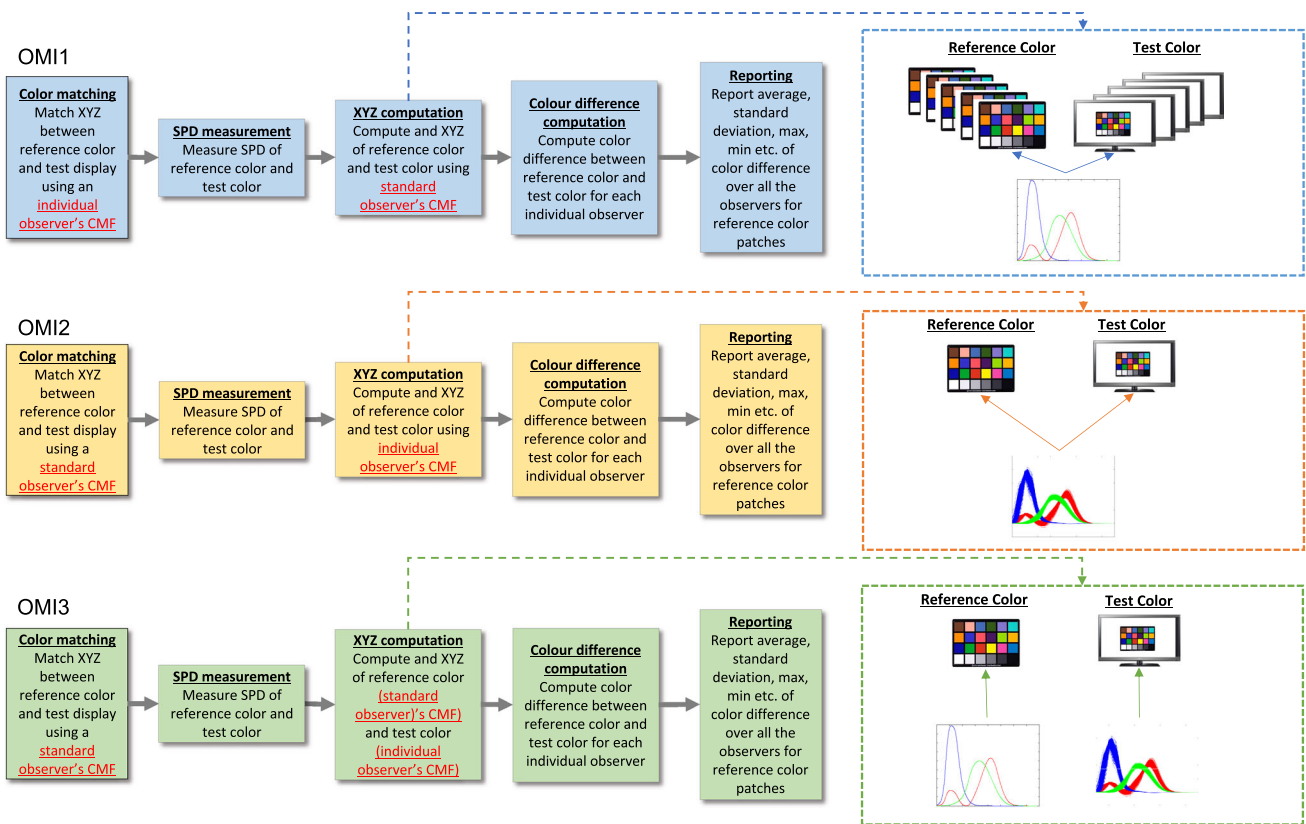 OMI1
Color matching
Match XYZ
between
reference color
and test display
using an
individual
observer's CMF
SPD measurement
Measure SPD of
reference color and
test color
XYZ computation
Compute and XYZ
of reference color
and test color using
standard
observer's CMF
Colour difference
computation
Compute color
difference between
reference color and
test color for each
individual observer
Reporting
Report average,
standard
deviation, max,
min etc. of
color difference
over all the
observers for
reference color
patches
Reference Color
Test Color
OMI2
Color matching
Match XYZ
between
reference color
and test display
using a
standard
observer's CMF
SPD measurement
Measure SPD of
reference color and
test color
XYZ computation
Compute and XYZ
of reference color
and test color using
individual
observer's CMF
Colour difference
computation
Compute color
difference between
reference color and
test color for each
individual observer
Reporting
Report average,
standard
deviation, max,
min etc. of
color difference
over all the
observers for
reference color
patches
Reference Color
Test Color
OMI3
Color matching
Match XYZ
between
reference color
and test display
using a
standard
observer's CMF
SPD measurement
Measure SPD of
reference color and
test color
XYZ computation
Compute and XYZ
of reference color
(standard
observer)'s CMF)
and test color
(individual
observer's CMF)
Colour difference
computation
Compute color
difference between
reference color and
test color for each
individual observer
Reporting
Report average,
standard
deviation, max,
min etc. of
color difference
over all the
observers for
reference color
patches
Reference Color
Test Color